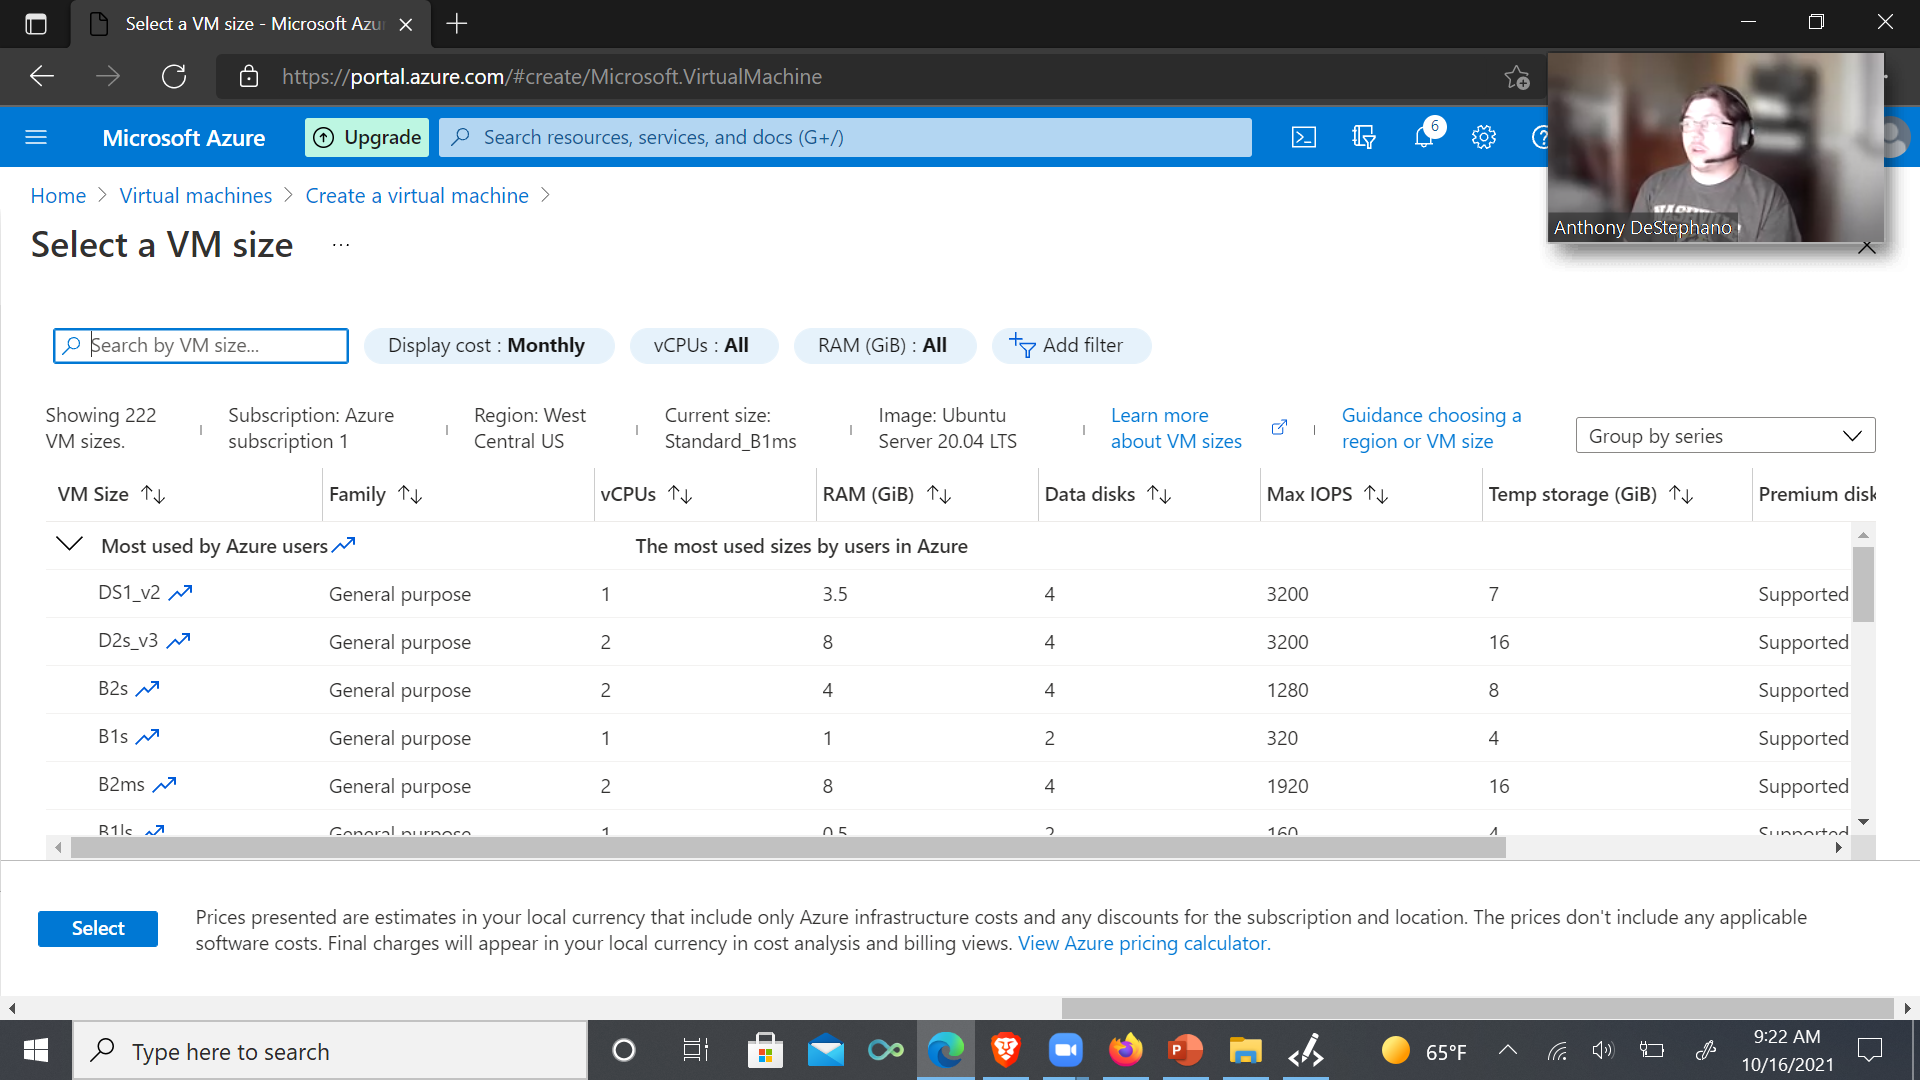 Select a VM size - Microsoft Azu
https://portal.azure.com/#create/Microsoft.VirtualMachine
Microsoft Azure
Upgrade
Search resources, services, and docs (G+/)
6
Home > Virtual machines > Create a virtual machine >
Select a VM size ...
Anthony DeStephano
Search by VM size...
Display cost : Monthly
vCPUs : All
RAM (GiB) : All
Add filter
Showing 222
VM sizes.
Subscription: Azure
subscription 1
Region: West
Central US
Current size:
Standard_B1ms
Image: Ubuntu
Server 20.04 LTS
Learn more
about VM sizes
Guidance choosing a
region or VM size
Group by series
VM Size Family vCPUs RAM (GiB) Data disks Max IOPS Temp storage (GiB) Premium disk
Most used by Azure users The most used sizes by users in Azure
DS1_v2 General purpose 1 3.5 4 3200 7 Supported
D2s_v3 General purpose 2 8 4 3200 16 Supported
B2s General purpose 2 4 4 1280 8 Supported
B1s General purpose 1 1 2 320 4 Supported
B2ms General purpose 2 8 4 1920 16 Supported
B1ls General purpose 1 0.5 2 160 4 Supported
Select
Prices presented are estimates in your local currency that include only Azure infrastructure costs and any discounts for the subscription and location. The prices don't include any applicable
software costs. Final charges will appear in your local currency in cost analysis and billing views. View Azure pricing calculator.
Type here to search
65°F
9:22 AM
10/16/2021